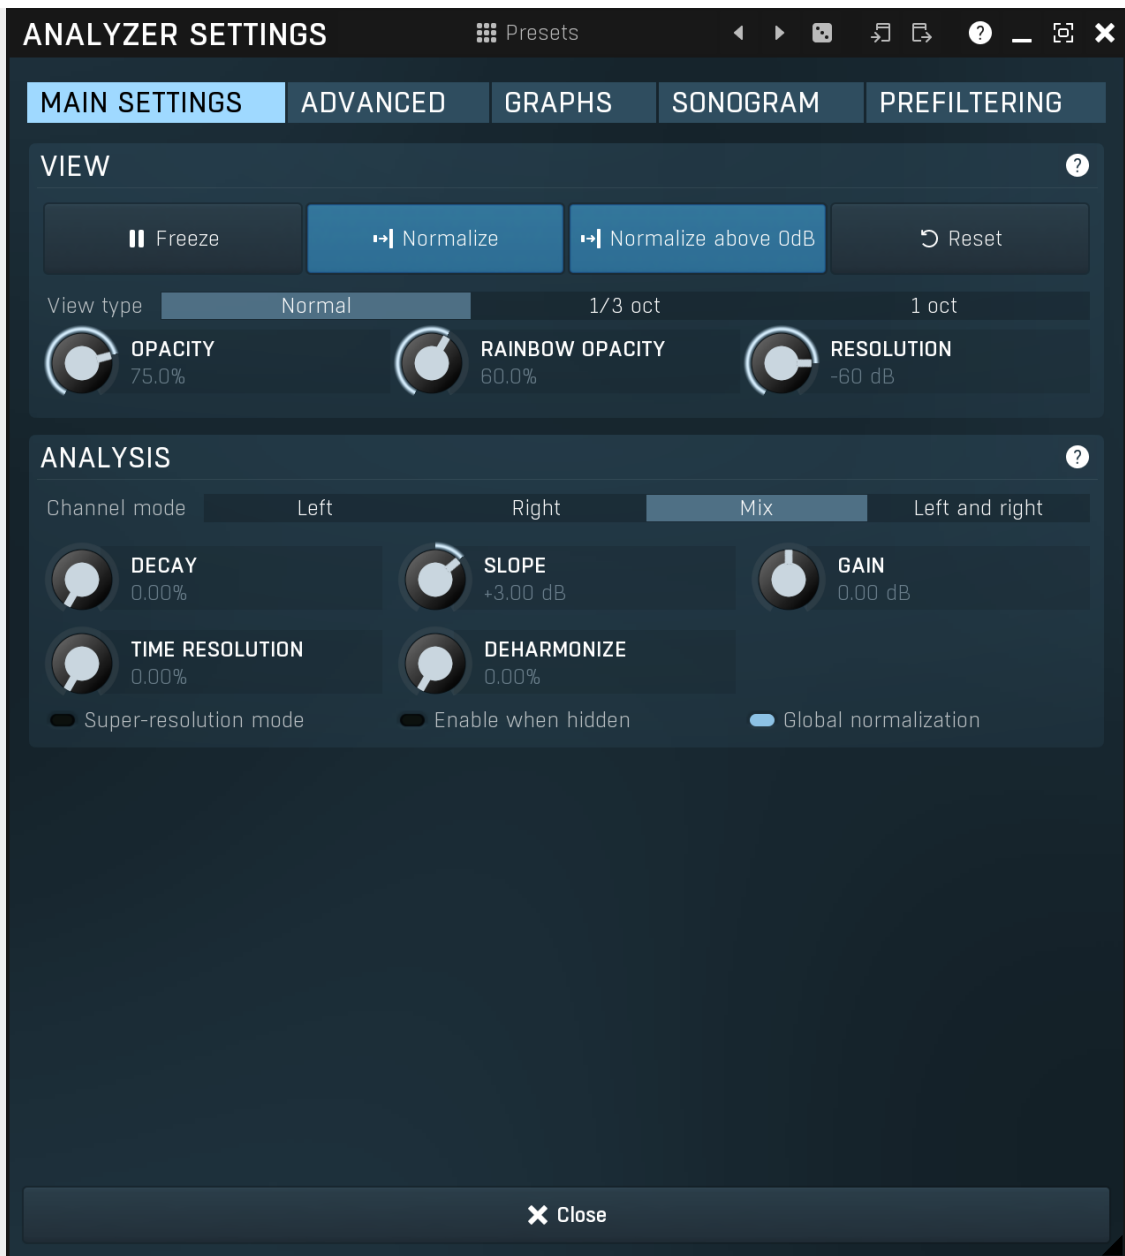 ANALYZER SETTINGS Presets ?
MAIN SETTINGS ADVANCED GRAPHS SONOGRAM PREFILTERING
VIEW ?
Freeze Normalize Normalize above 0dB Reset
View type Normal 1/3 oct 1 oct
OPACITY RAINBOW OPACITY RESOLUTION
75.0% 60.0% -60 dB
ANALYSIS ?
Channel mode Left Right Mix Left and right
DECAY SLOPE GAIN
0.00% +3.00 dB 0.00 dB
TIME RESOLUTION DEHARMONIZE
0.00% 0.00%
Super-resolution mode Enable when hidden Global normalization
Close